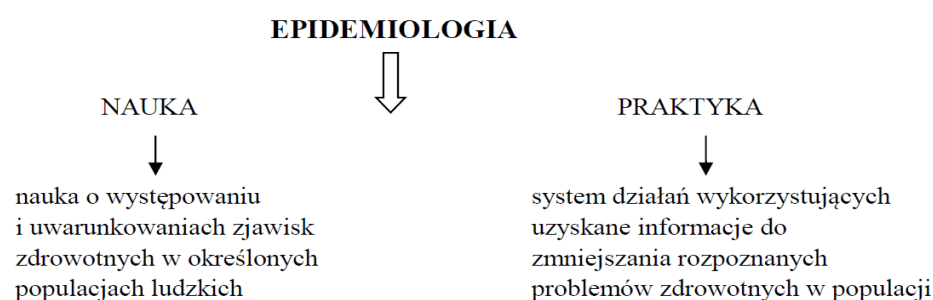 EPIDEMIOLOGIA
NAUKA
PRAKTYKA
nauka o występowaniu
i uwarunkowaniach zjawisk
zdrowotnych w określonych
populacjach ludzkich
system działań wykorzystujących
uzyskane informacje do
zmniejszania rozpoznanych
problemów zdrowotnych w populacji